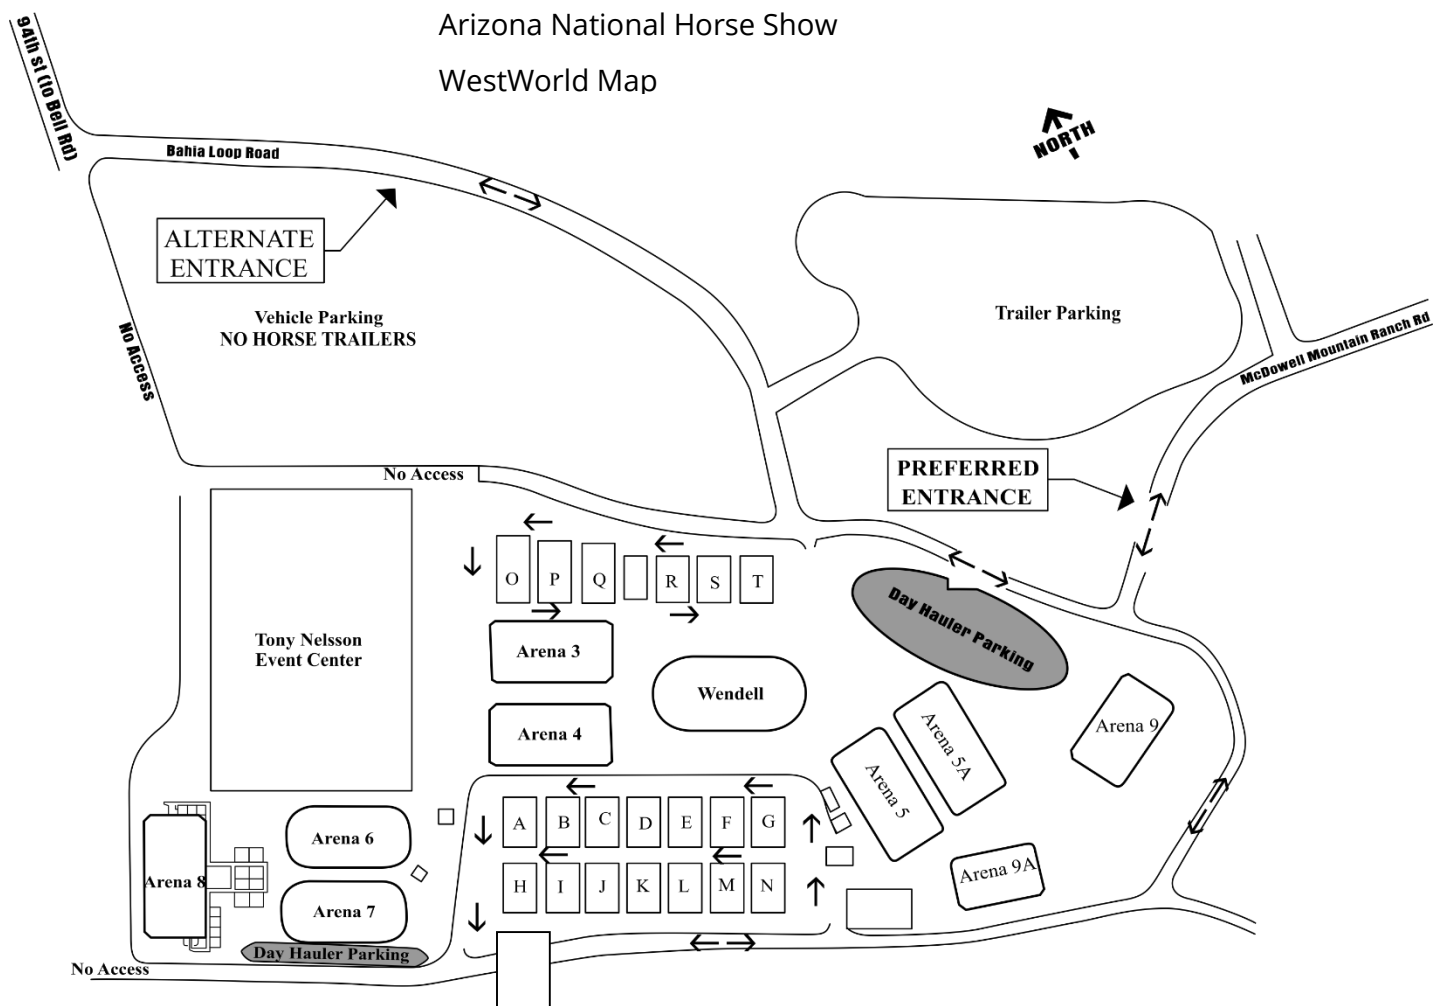 Arizona National Horse Show
WestWorld Map
94th st (to Bell Rd)
Bahia Loop Road
NORTH
ALTERNATE
ENTRANCE
Vehicle Parking
NO HORSE TRAILERS
Trailer Parking
No Access
McDowell Mountain Ranch Rd
No Access
PREFERRED
ENTRANCE
O
P
Q
R
S
T
Day Hauler Parking
Tony Nelsson
Event Center
Arena 3
Wendell
Arena 4
Arena 5A
Arena 9
Arena 5
A
B
C
D
E
F
G
Arena 6
Arena 8
Arena 9A
H
I
J
K
L
M
N
Arena 7
Day Hauler Parking
No Access